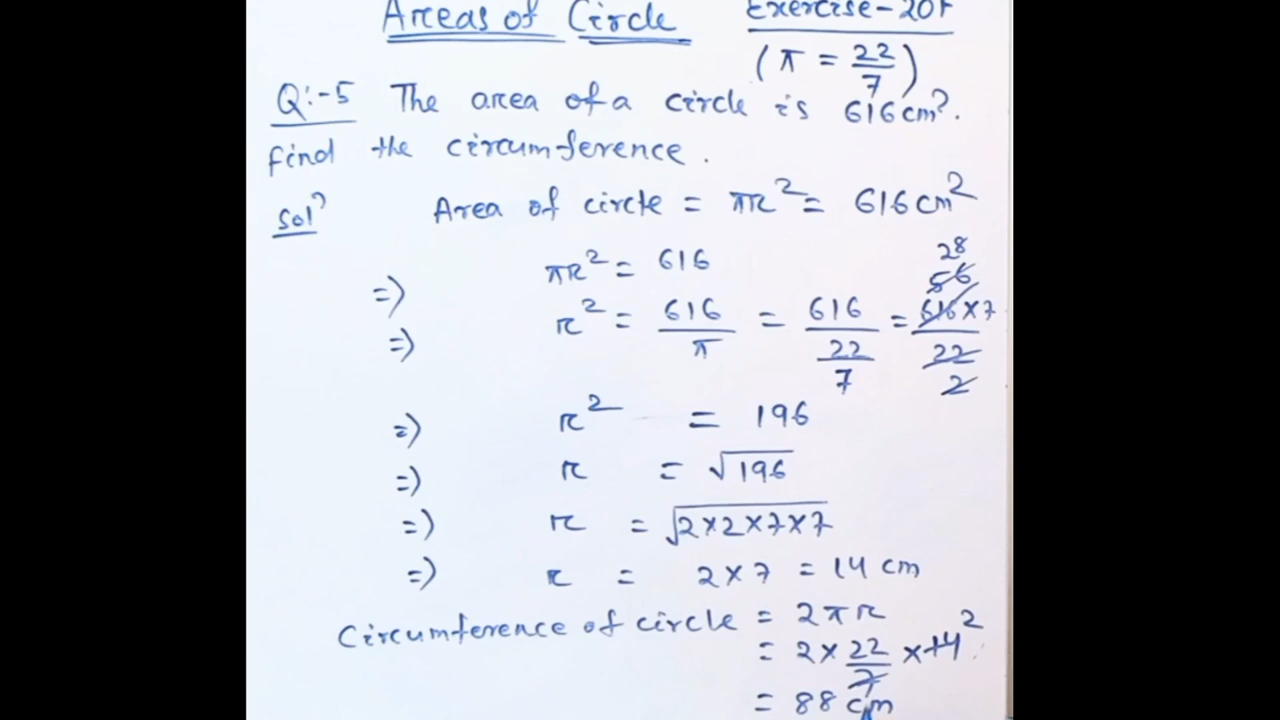 Areas of Circle Exercise-20F
(π = 22/7)
Q:-5 The area of a circle is 616 cm².
Find the circumference.
Solⁿ Area of circle = πr² = 616 cm²
=> πr² = 616
=> r² = 616/π = 616/(22/7) = 616×7/22 56 28 2
=> r² = 196
=> r = √196
=> r = √2×2×7×7
=> r = 2×7 = 14 cm
Circumference of circle = 2πr
= 2×22/7×14 2
= 88 cm